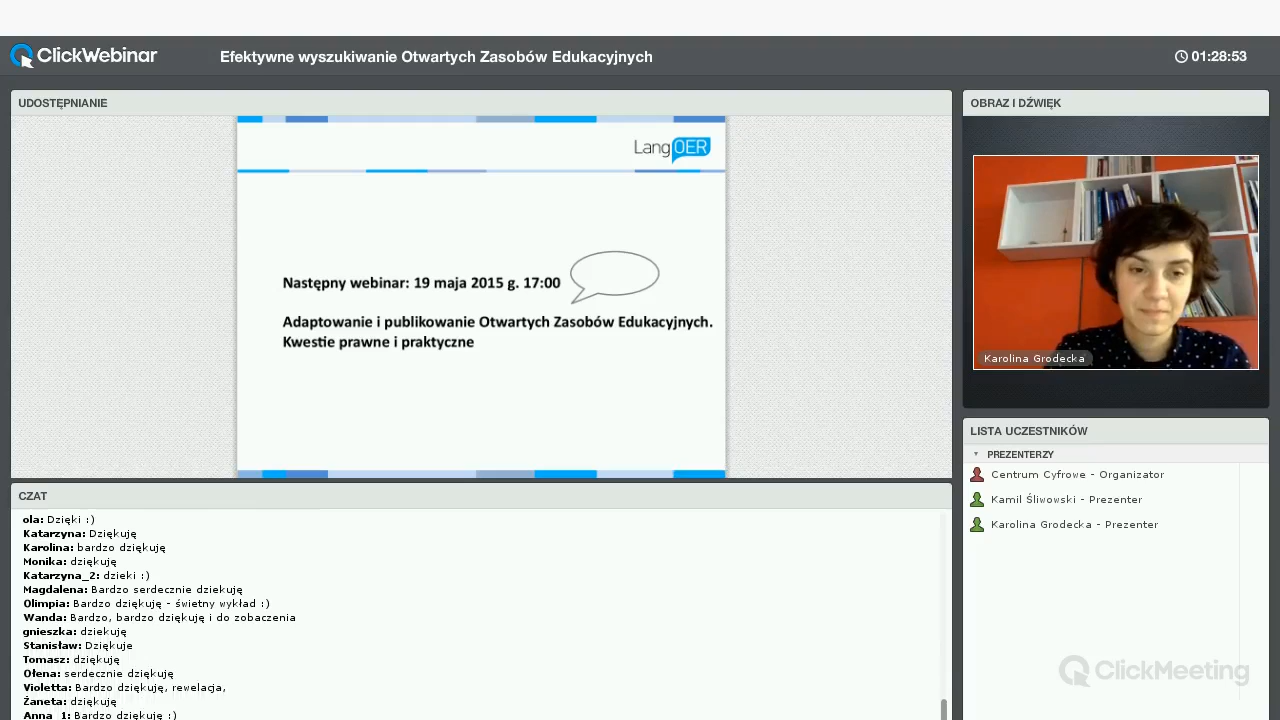 ClickWebinar
Efektywne wyszukiwanie Otwartych Zasobów Edukacyjnych
01:28:53
UDOSTĘPNIANIE
LangOER
Następny webinar: 19 maja 2015 g. 17:00
Adaptowanie i publikowanie Otwartych Zasobów Edukacyjnych.
Kwestie prawne i praktyczne
OBRAZ I DŹWIĘK
Karolina Grodecka
LISTA UCZESTNIKÓW
PREZENTERZY
Centrum Cyfrowe - Organizator
Kamil Śliwowski - Prezenter
Karolina Grodecka - Prezenter
CZAT
ola: Dzięki :)
Katarzyna: Dziękuję
Karolina: bardzo dziękuję
Monika: dziękuję
Katarzyna_2: dzieki :)
Magdalena: Bardzo serdecznie dziekuję
Olimpia: Bardzo dziękuję - świetny wykład :)
Wanda: Bardzo, bardzo dziękuję i do zobaczenia
gnieszka: dziekuję
Stanisław: Dziękuje
Tomasz: dziękuję
Ołena: serdecznie dziękuję
Violetta: Bardzo dziękuję, rewelacja,
Żaneta: dziękuję
Anna_1: Bardzo dziękuję :)
ClickMeeting